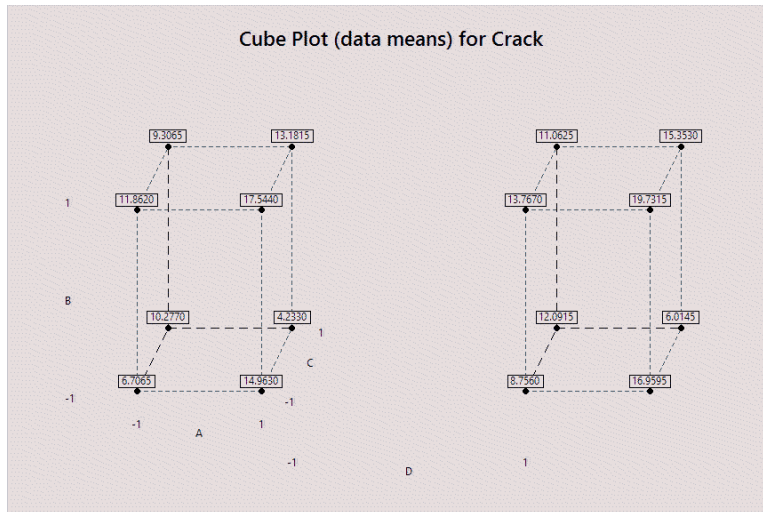 Cube Plot (data means) for Crack
9.3065 13.1815 11.0625 15.3530
1 11.8620 17.5440 13.7670 19.7315
B
10.2770 4.2330 12.0915 6.0145
1
C
6.7065 14.9630 8.7560 16.9595
-1 -1
-1 1
A
-1 1
D